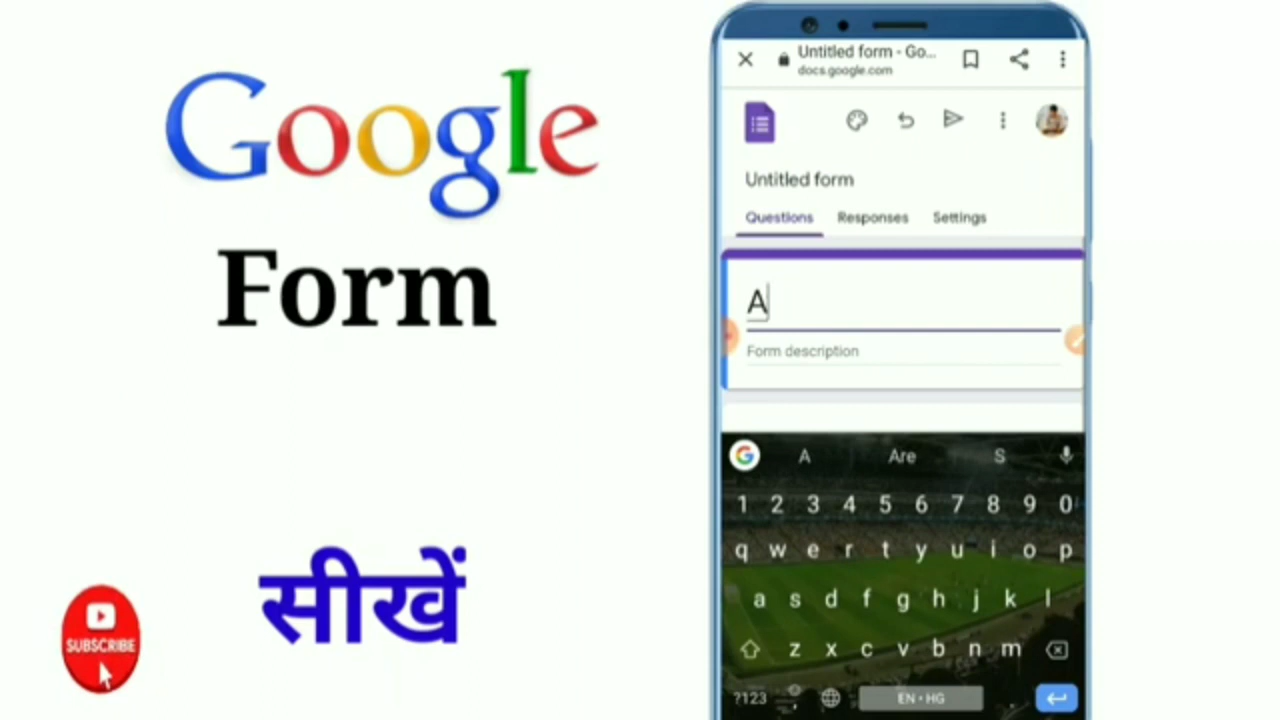 Google
Form
सीखें
SUBSCRIBE
Untitled form - Go...
docs.google.com
Untitled form
Questions Responses Settings
A
Form description
G A Are S
1 2 3 4 5 6 7 8 9 0
q w e r t y u i o p
a s d f g h j k l
z x c v b n m
?123 EN • HG